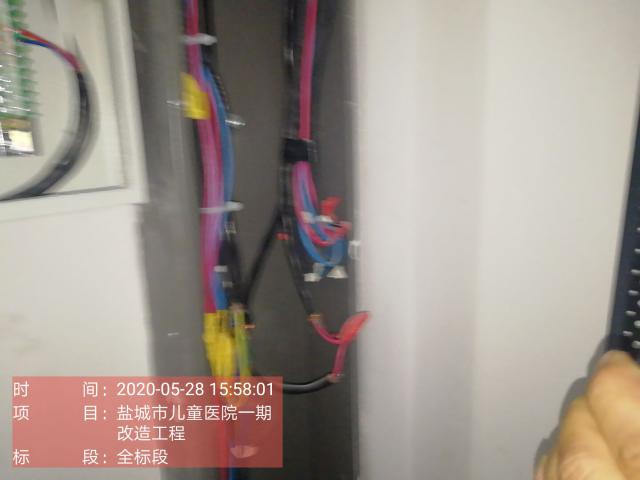 时 间: 2020-05-28 15:58:01
项 目: 盐城市儿童医院一期
改造工程
标 段: 全标段